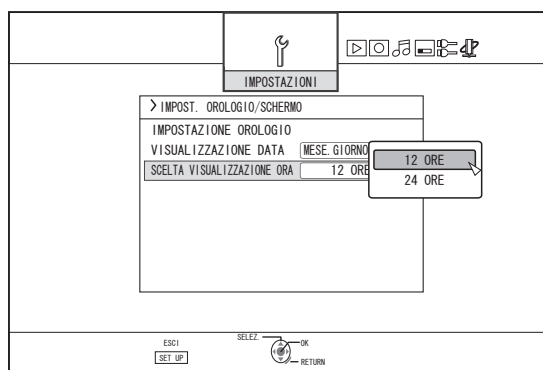 IMPOSTAZIONI
IMPOST. OROLOGIO/SCHERMO
IMPOSTAZIONE OROLOGIO
VISUALIZZAZIONE DATA MESE.GIORNO
SCELTA VISUALIZZAZIONE ORA 12 ORE
12 ORE
24 ORE
ESCI
SET UP
SELEZ.
OK
RETURN